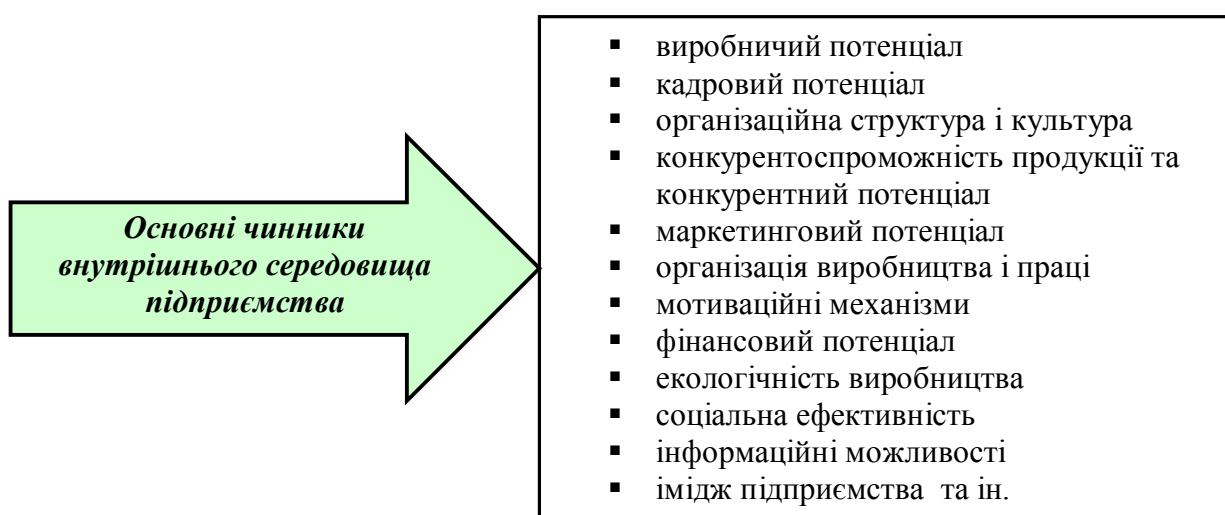 Основні чинники
внутрішнього середовища
підприємства
▪ виробничий потенціал
▪ кадровий потенціал
▪ організаційна структура і культура
▪ конкурентоспроможність продукції та
конкурентний потенціал
▪ маркетинговий потенціал
▪ організація виробництва і праці
▪ мотиваційні механізми
▪ фінансовий потенціал
▪ екологічність виробництва
▪ соціальна ефективність
▪ інформаційні можливості
▪ імідж підприємства та ін.